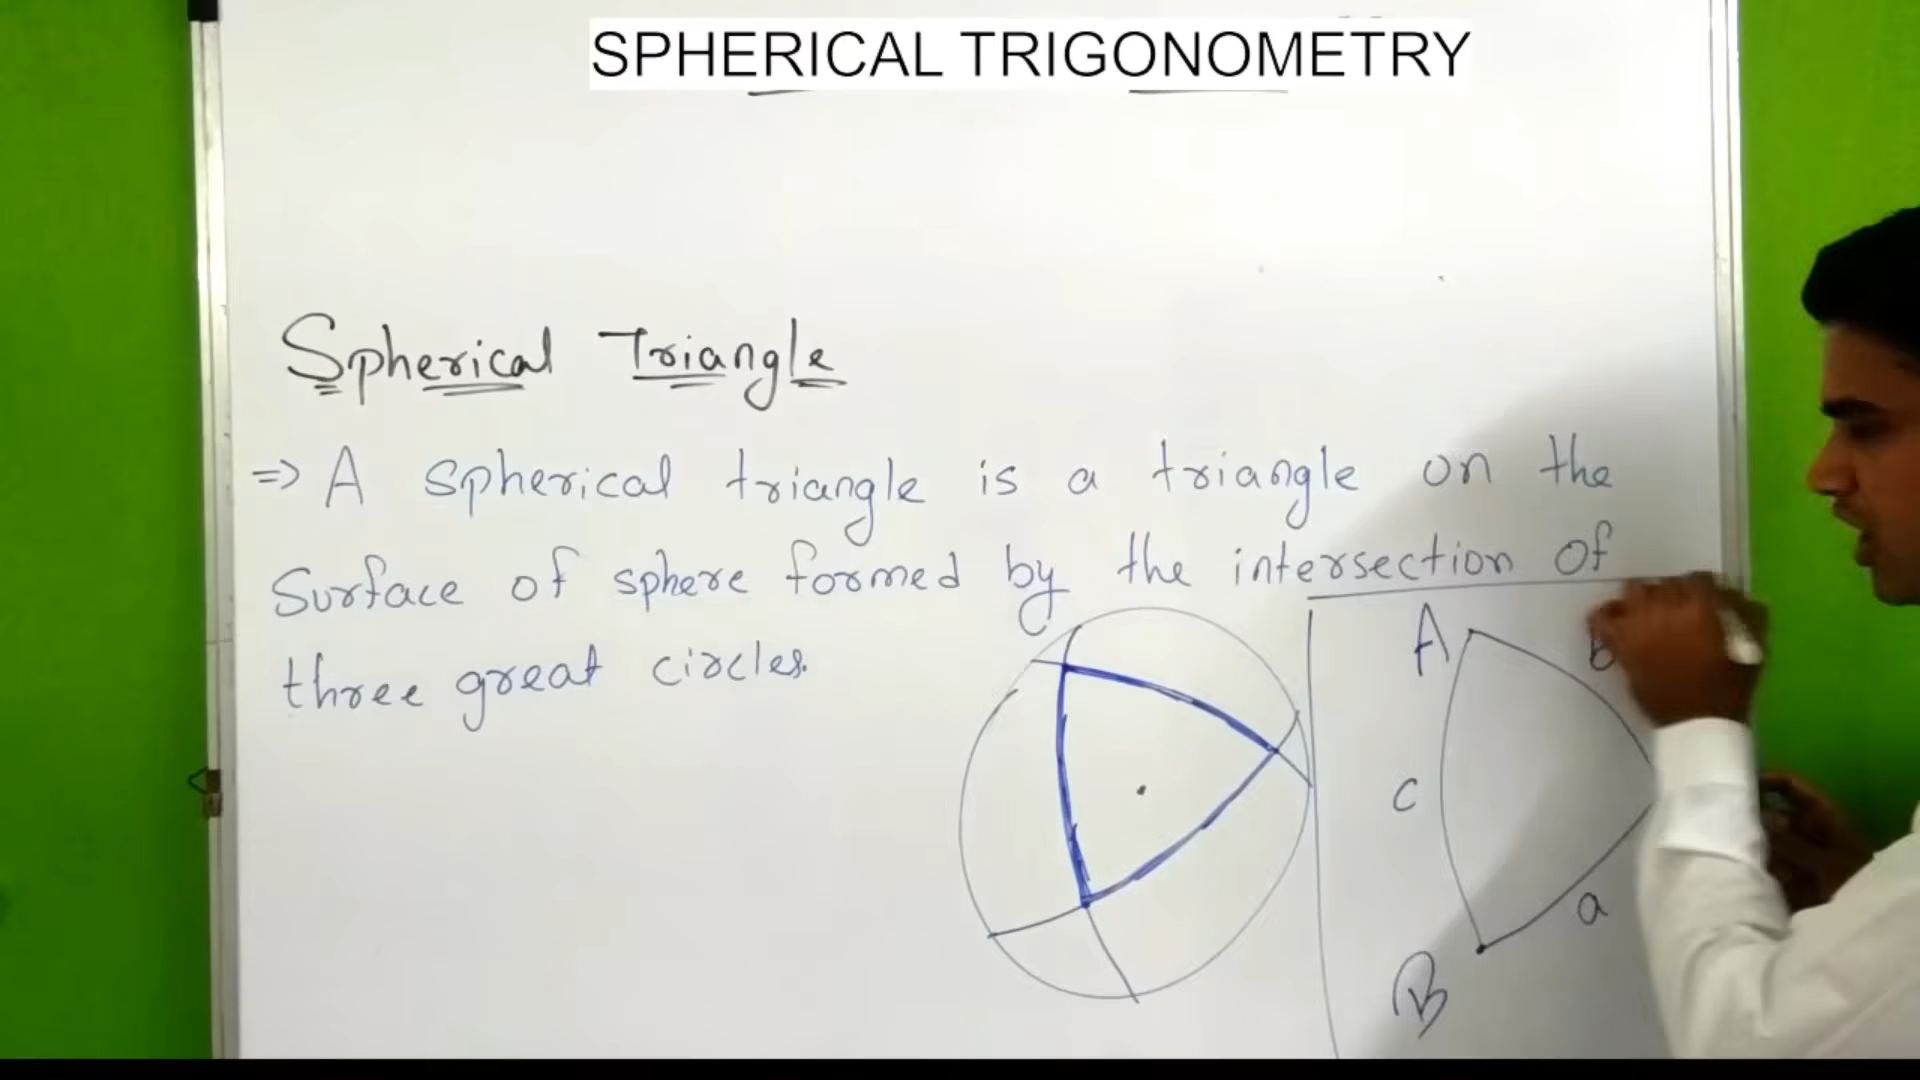 SPHERICAL TRIGONOMETRY
Spherical Triangle
=> A spherical triangle is a triangle on the
Surface of sphere formed by the intersection of
three great circles.
A
b
c
a
B